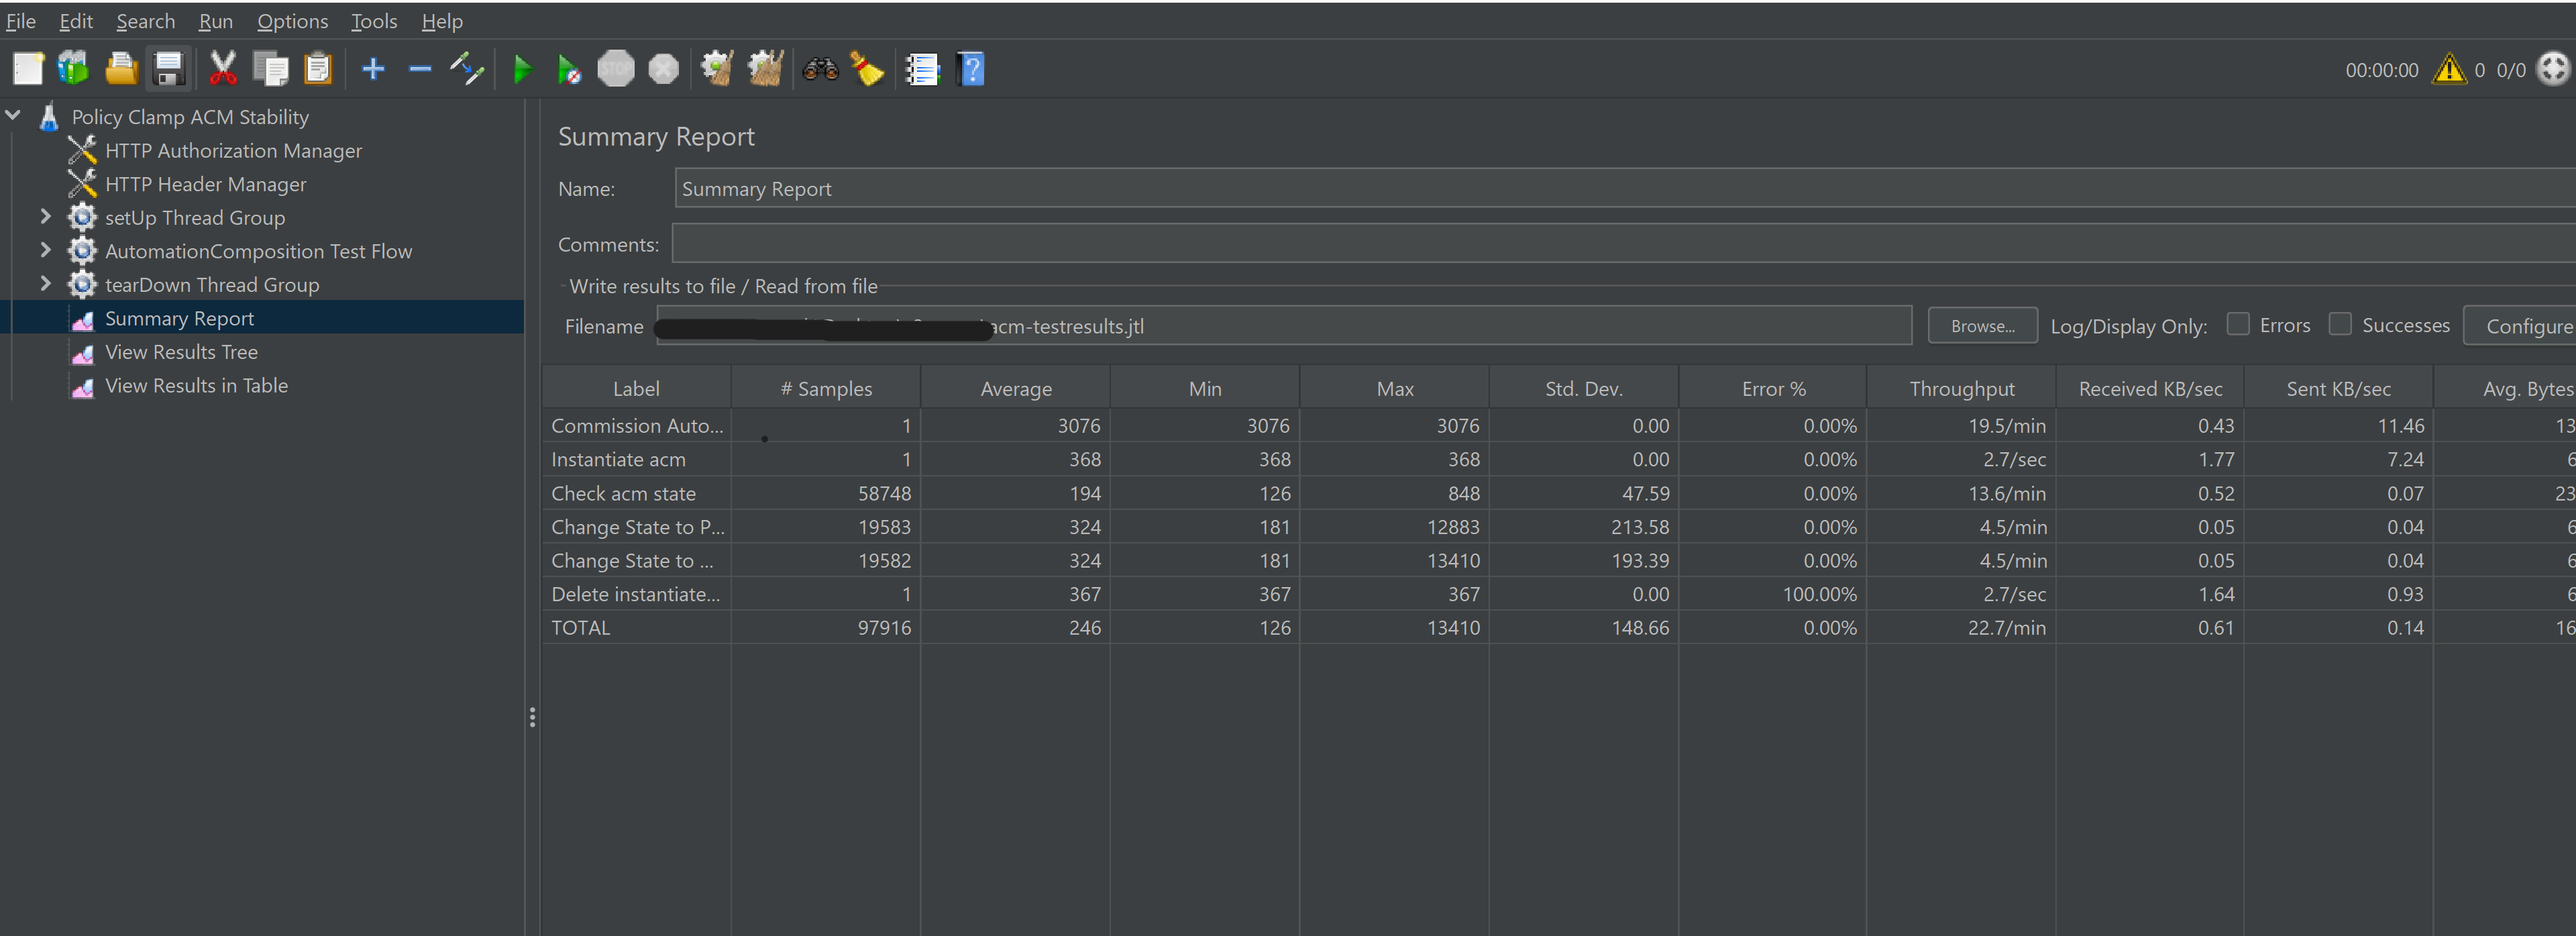 File Edit Search Run Options Tools Help
STOP
00:00:00 0 0/0
Policy Clamp ACM Stability
HTTP Authorization Manager
HTTP Header Manager
setUp Thread Group
AutomationComposition Test Flow
tearDown Thread Group
Summary Report
View Results Tree
View Results in Table
Summary Report
Name: Summary Report
Comments:
Write results to file / Read from file
Filename acm-testresults.jtl Browse... Log/Display Only: Errors Successes Configure
Label # Samples Average Min Max Std. Dev. Error % Throughput Received KB/sec Sent KB/sec Avg. Bytes
Commission Auto... 1 3076 3076 3076 0.00 0.00% 19.5/min 0.43 11.46 13
Instantiate acm 1 368 368 368 0.00 0.00% 2.7/sec 1.77 7.24 6
Check acm state 58748 194 126 848 47.59 0.00% 13.6/min 0.52 0.07 23
Change State to P... 19583 324 181 12883 213.58 0.00% 4.5/min 0.05 0.04 6
Change State to ... 19582 324 181 13410 193.39 0.00% 4.5/min 0.05 0.04 6
Delete instantiate... 1 367 367 367 0.00 100.00% 2.7/sec 1.64 0.93 6
TOTAL 97916 246 126 13410 148.66 0.00% 22.7/min 0.61 0.14 16